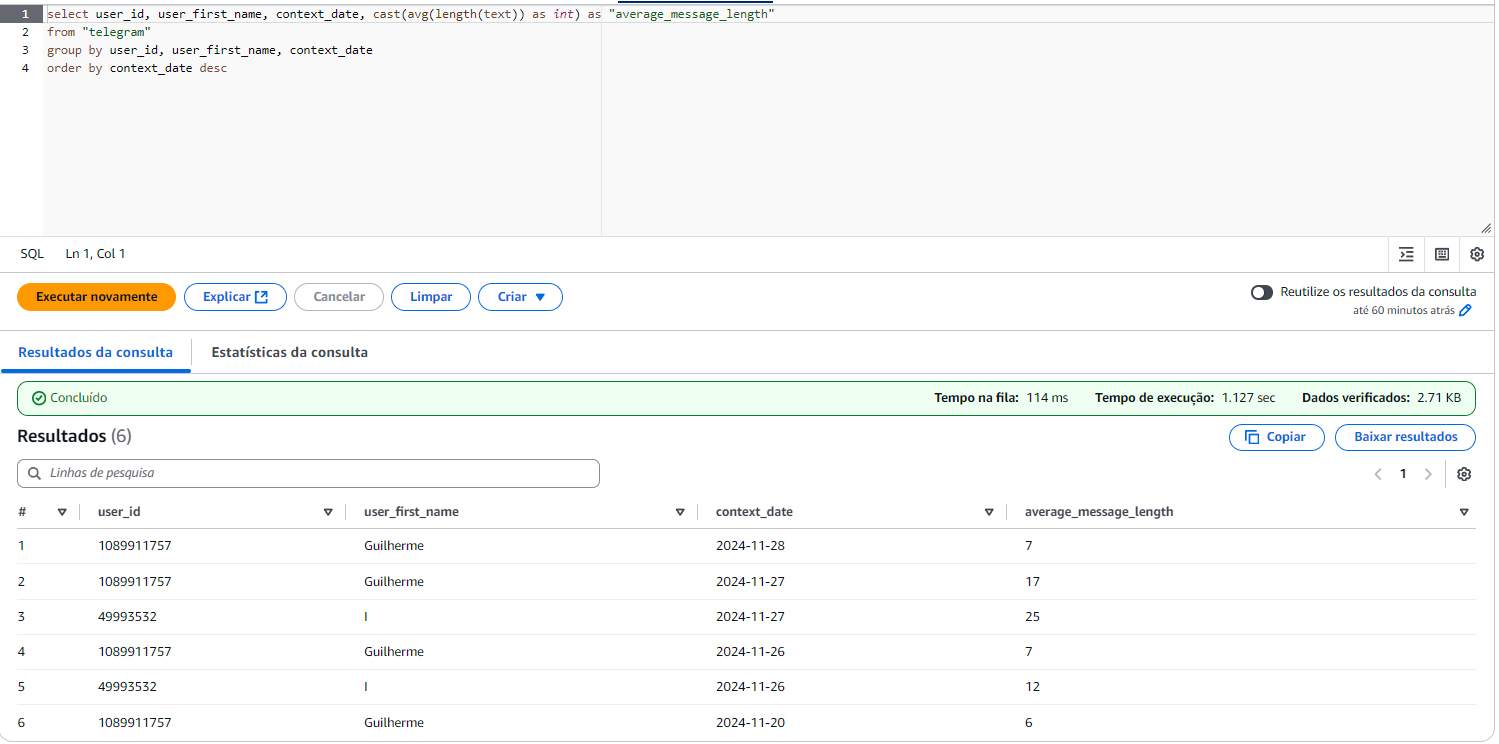 1 select user_id, user_first_name, context_date, cast(avg(length(text)) as int) as "average_message_length"
2 from "telegram"
3 group by user_id, user_first_name, context_date
4 order by context_date desc
SQL Ln 1, Col 1
Executar novamente Explicar Cancelar Limpar Criar Reutilize os resultados da consulta
até 60 minutos atrás
Resultados da consulta Estatísticas da consulta
Concluído Tempo na fila: 114 ms Tempo de execução: 1.127 sec Dados verificados: 2.71 KB
Resultados (6) Copiar Baixar resultados
Linhas de pesquisa 1
# user_id user_first_name context_date average_message_length
1 1089911757 Guilherme 2024-11-28 7
2 1089911757 Guilherme 2024-11-27 17
3 49993532 I 2024-11-27 25
4 1089911757 Guilherme 2024-11-26 7
5 49993532 I 2024-11-26 12
6 1089911757 Guilherme 2024-11-20 6